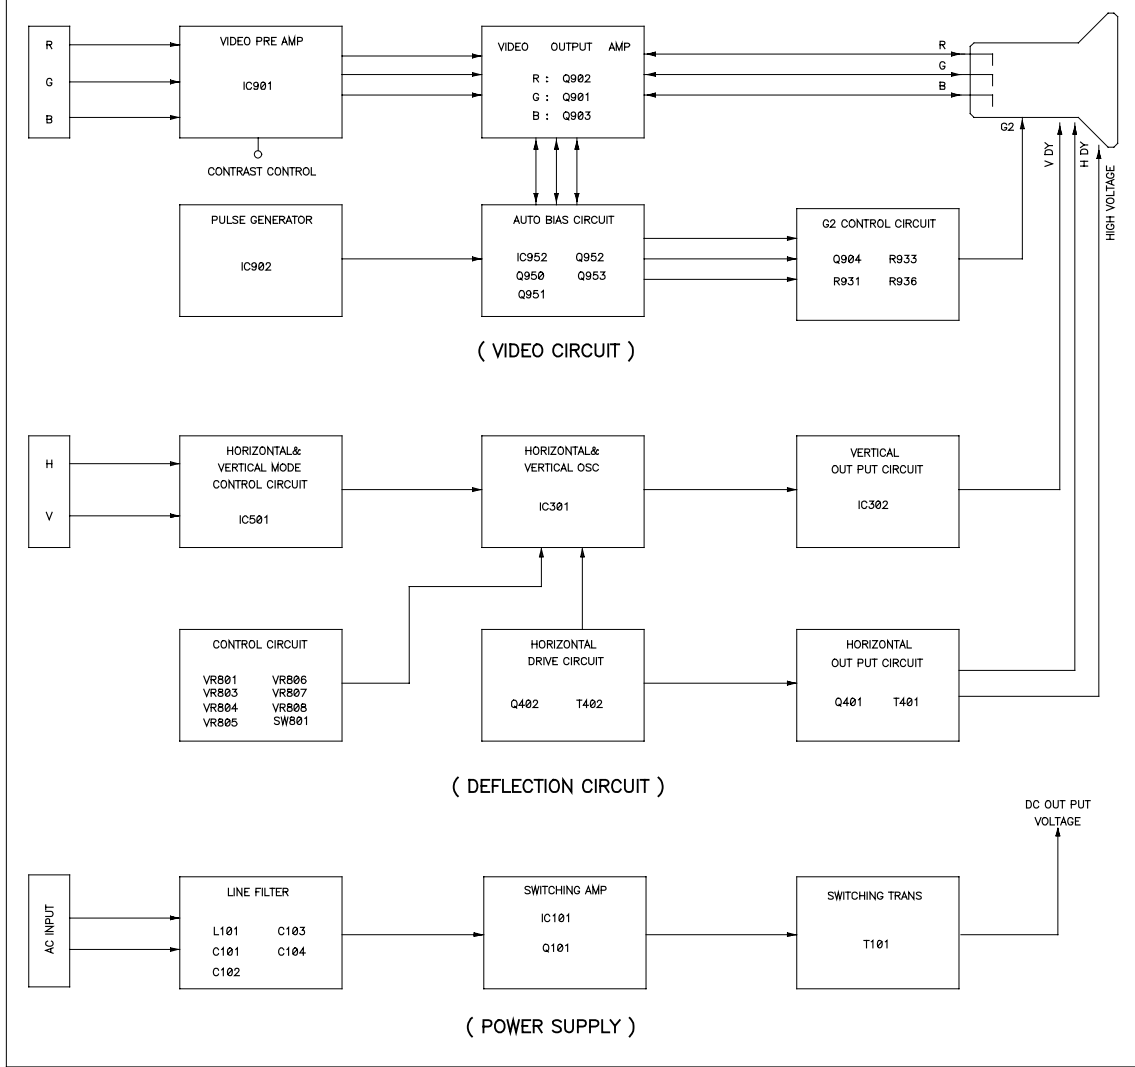 R
G
B
VIDEO PRE AMP
IC901
CONTRAST CONTROL
VIDEO OUTPUT AMP
R : Q902
G : Q901
B : Q903
R
G
B
G2
V DY
H DY
HIGH VOLTAGE
PULSE GENERATOR
IC902
AUTO BIAS CIRCUIT
IC952 Q952
Q950 Q953
Q951
G2 CONTROL CIRCUIT
Q904 R933
R931 R936
( VIDEO CIRCUIT )
H
V
HORIZONTAL&
VERTICAL MODE
CONTROL CIRCUIT
IC501
HORIZONTAL&
VERTICAL OSC
IC301
VERTICAL
OUT PUT CIRCUIT
IC302
CONTROL CIRCUIT
VR801 VR806
VR803 VR807
VR804 VR808
VR805 SW801
HORIZONTAL
DRIVE CIRCUIT
Q402 T402
HORIZONTAL
OUT PUT CIRCUIT
Q401 T401
( DEFLECTION CIRCUIT )
DC OUT PUT
VOLTAGE
AC INPUT
LINE FILTER
L101 C103
C101 C104
C102
SWITCHING AMP
IC101
Q101
SWITCHING TRANS
T101
( POWER SUPPLY )